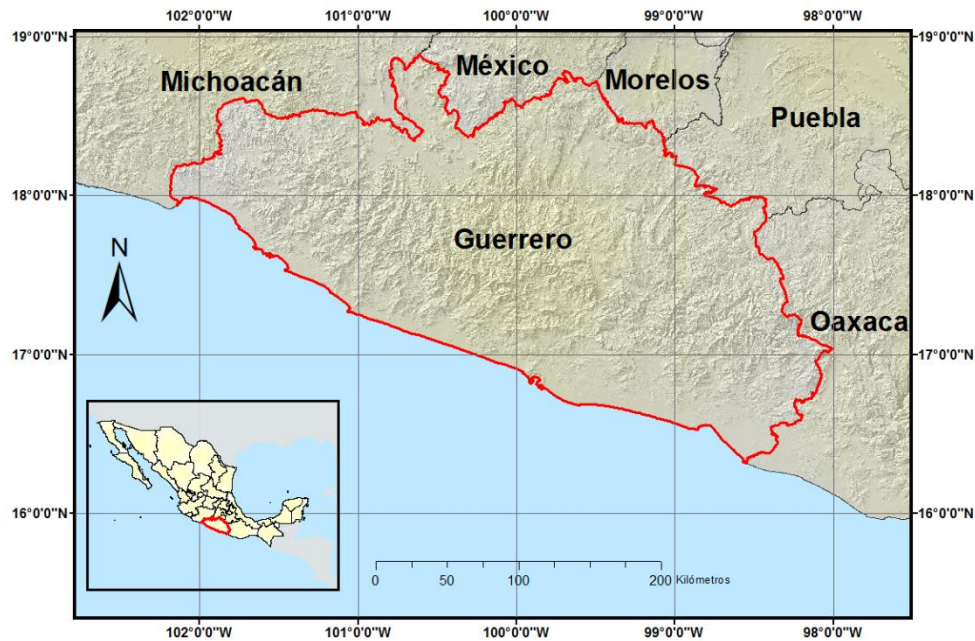 102°0'0"W 101°0'0"W 100°0'0"W 99°0'0"W 98°0'0"W
19°0'0"N 19°0'0"N
México
Michoacán
Morelos
Puebla
18°0'0"N 18°0'0"N
Guerrero
N
Oaxaca
17°0'0"N 17°0'0"N
16°0'0"N 16°0'0"N
0 50 100 200 Kilómetros
102°0'0"W 101°0'0"W 100°0'0"W 99°0'0"W 98°0'0"W